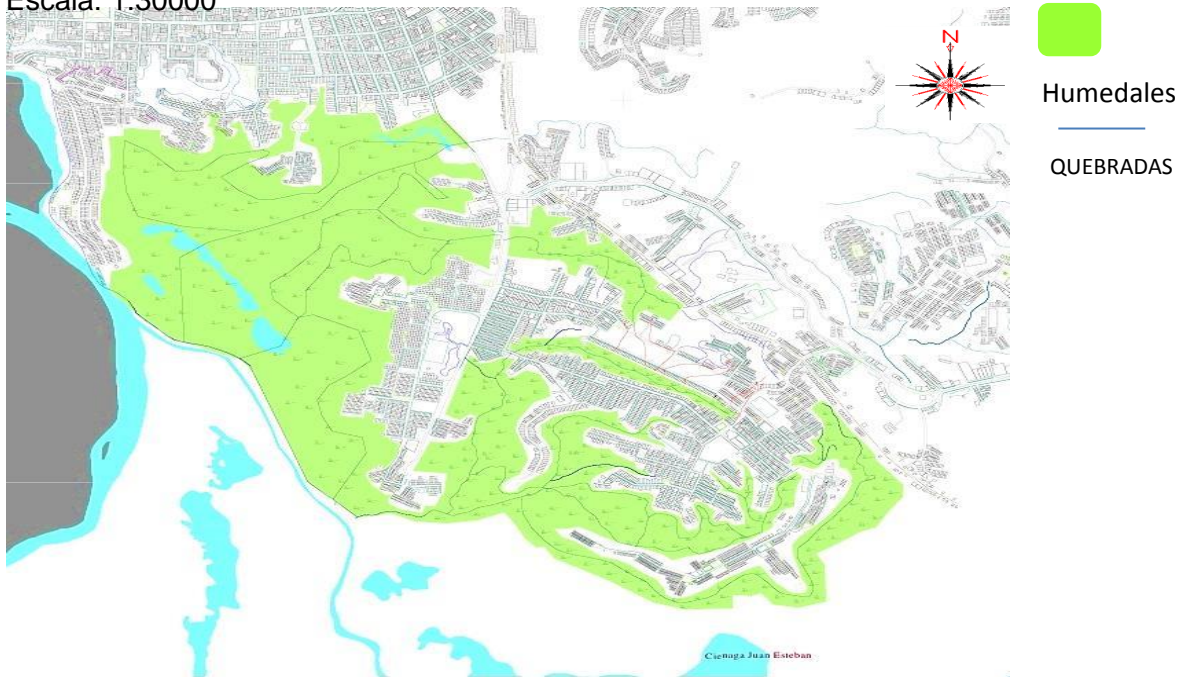 Escala: 1:30000
N
Humedales
QUEBRADAS
Cienaga Juan Esteban